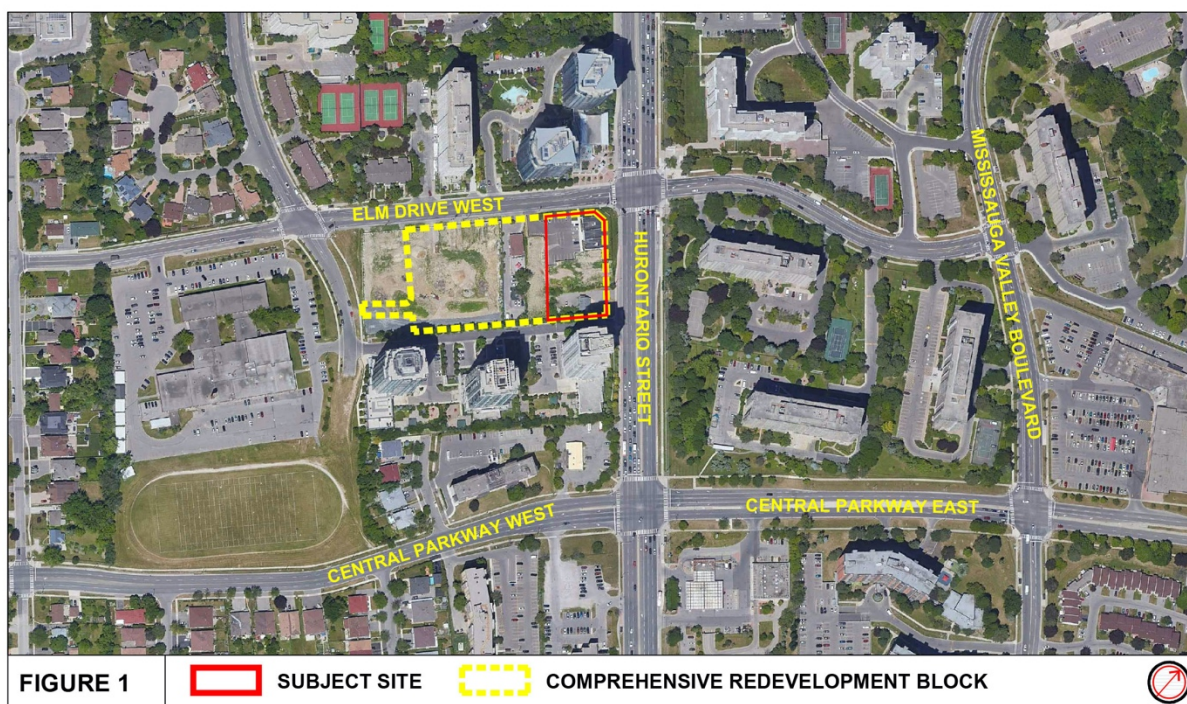 ELM DRIVE WEST
HURONTARIO STREET
MISSISSAUGA VALLEY BOULEVARD
CENTRAL PARKWAY WEST
CENTRAL PARKWAY EAST
FIGURE 1
SUBJECT SITE
COMPREHENSIVE REDEVELOPMENT BLOCK